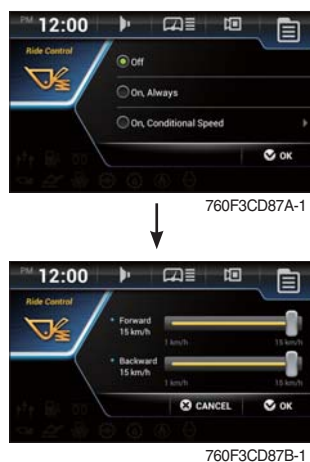 PM 12:00
Ride Control
Off
On, Always
On, Conditional Speed
OK
760F3CD87A-1
PM 12:00
Ride Control
Forward
15 km/h
1 km/h 15 km/h
Backward
15 km/h
1 km/h 15 km/h
CANCEL OK
760F3CD87B-1